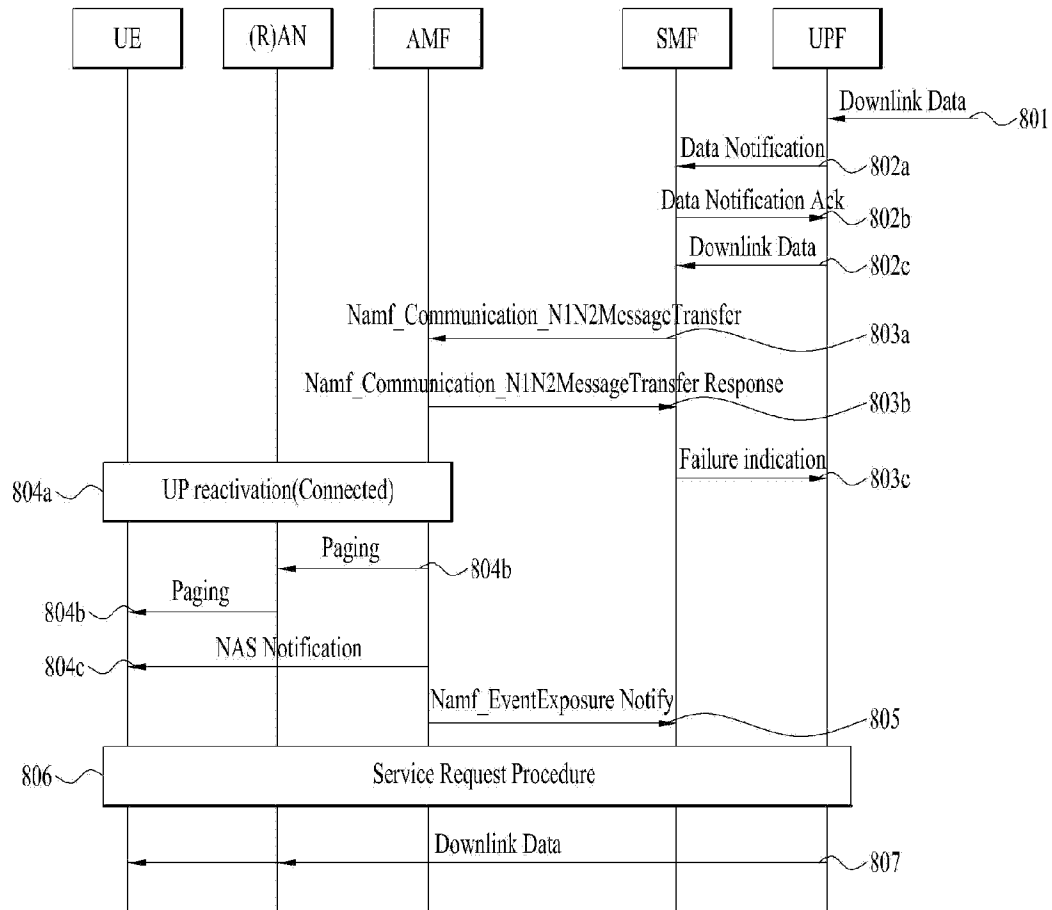 UE
(R)AN
AMF
SMF
UPF
Downlink Data
801
Data Notification
802a
Data Notification Ack
802b
Downlink Data
802c
Namf_Communication_N1N2MessageTransfer
803a
Namf_Communication_N1N2MessageTransfer Response
803b
Failure indication
803c
804a
UP reactivation(Connected)
Paging
804b
804b
Paging
804c
NAS Notification
Namf_EventExposure Notify
805
806
Service Request Procedure
Downlink Data
807